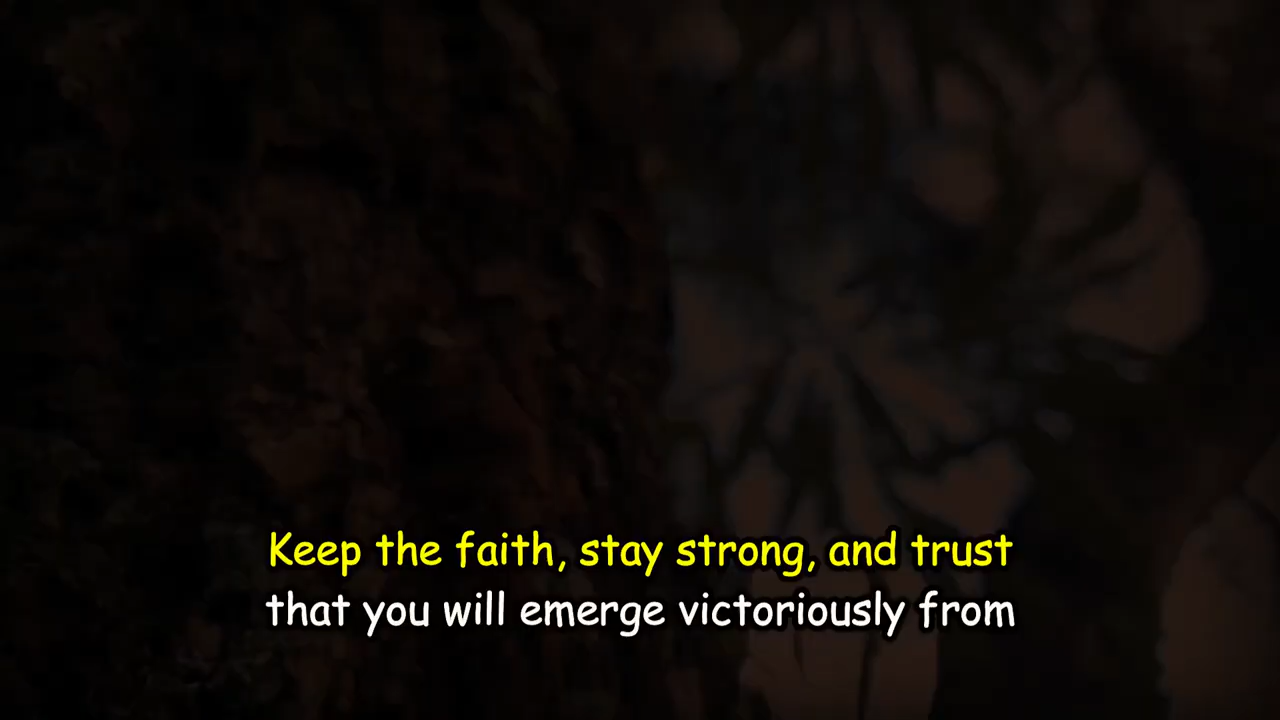 Keep the faith, stay strong, and trust
that you will emerge victoriously from